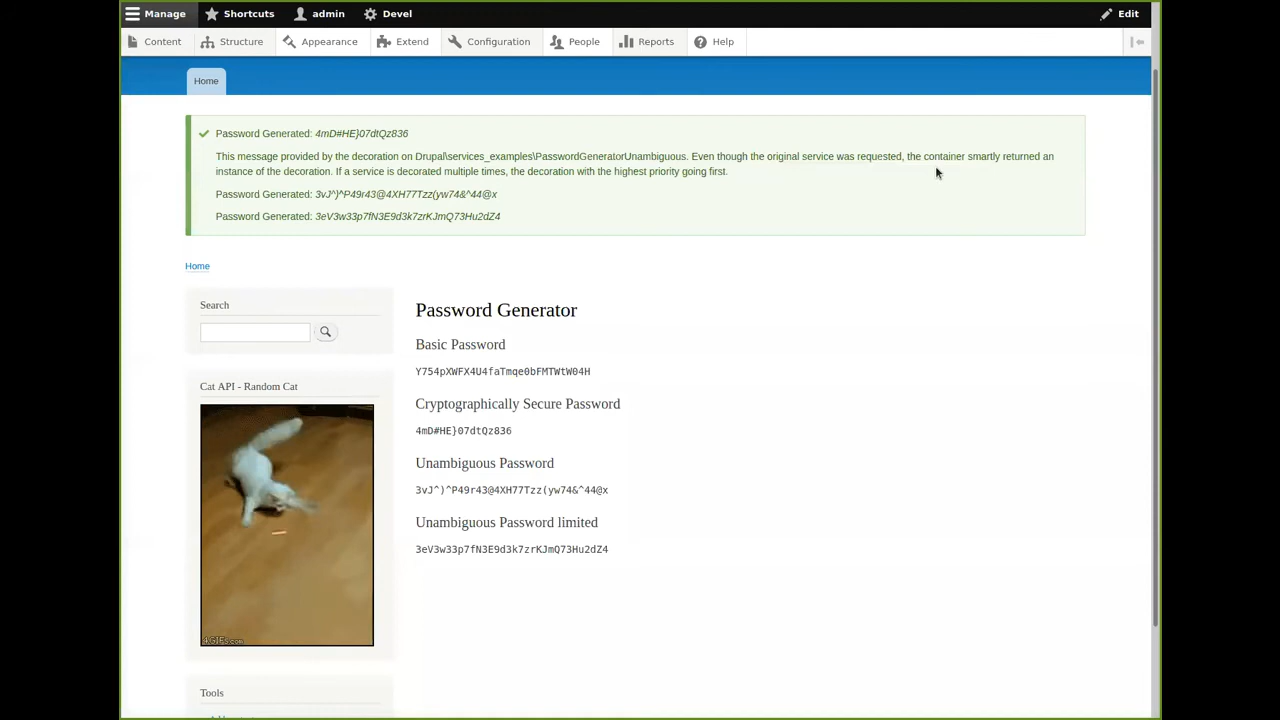 Manage Shortcuts admin Devel Edit
Content Structure Appearance Extend Configuration People Reports Help
Home
Password Generated: 4mD#HE}07dtQz836
This message provided by the decoration on Drupal\services_examples\PasswordGeneratorUnambiguous. Even though the original service was requested, the container smartly returned an
instance of the decoration. If a service is decorated multiple times, the decoration with the highest priority going first.
Password Generated: 3vJ^)^P49r43@4XH77Tzz(yw74&^44@x
Password Generated: 3eV3w33p7fN3E9d3k7zrKJmQ73Hu2dZ4
Home
Search
Cat API - Random Cat
4GIFs.com
Tools
Password Generator
Basic Password
Y754pXWFX4U4faTmqe0bFMTWtW04H
Cryptographically Secure Password
4mD#HE}07dtQz836
Unambiguous Password
3vJ^)^P49r43@4XH77Tzz(yw74&^44@x
Unambiguous Password limited
3eV3w33p7fN3E9d3k7zrKJmQ73Hu2dZ4